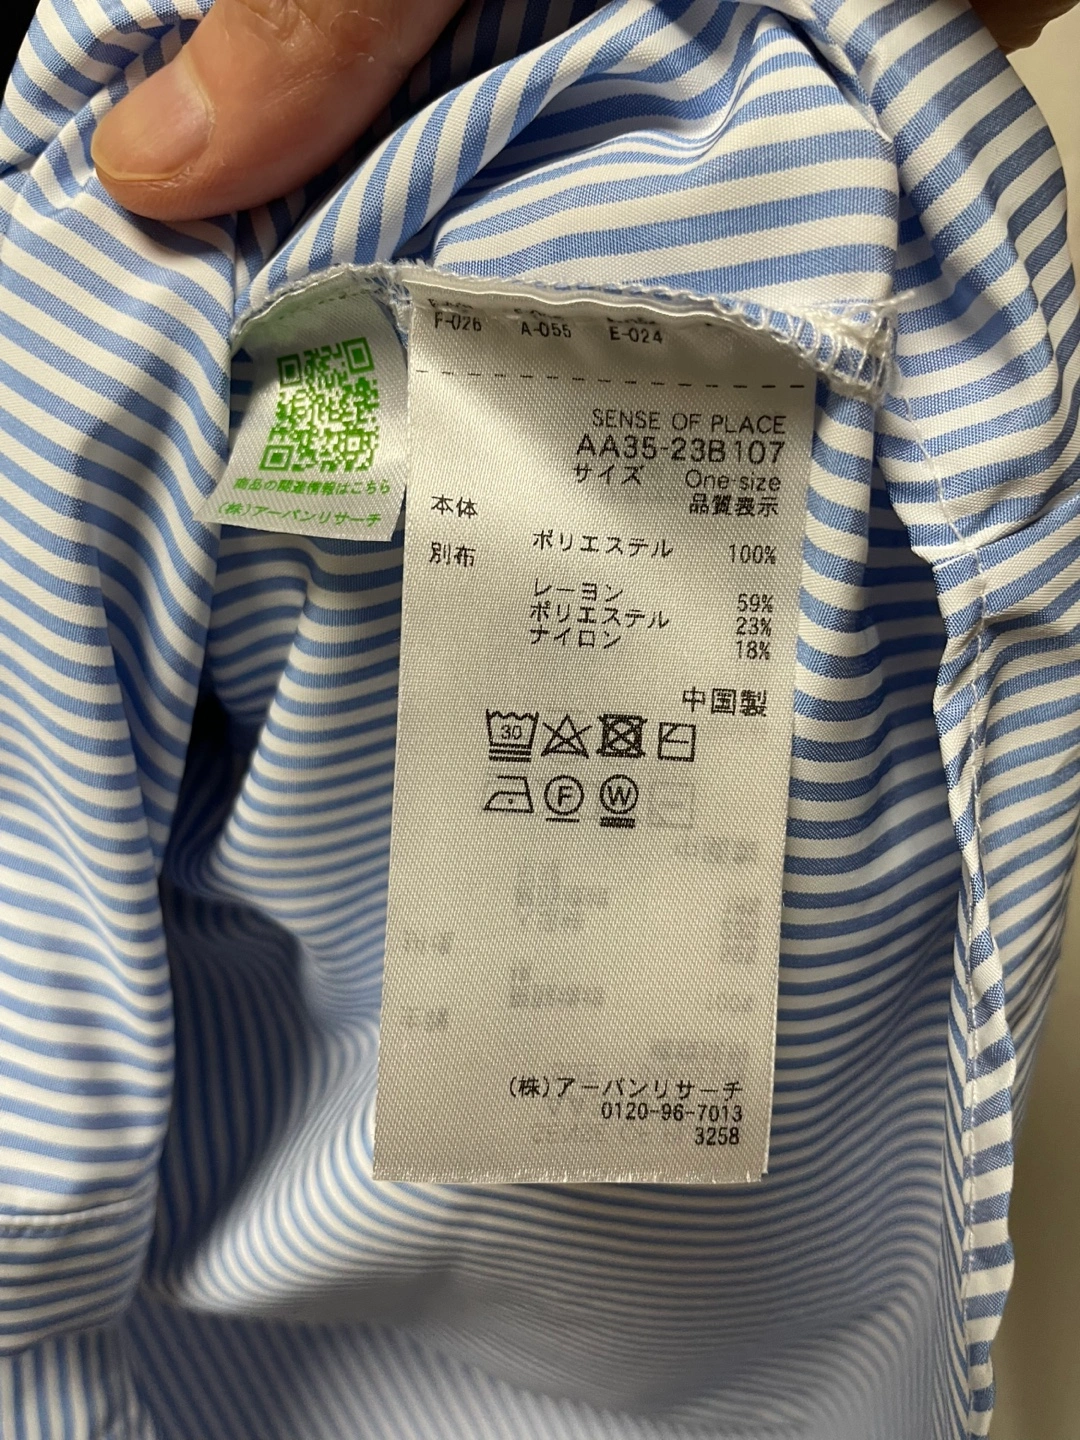 F-026 A-055 E-024
SENSE OF PLACE
AA35-23B107
サイズ One size
品質表示
本体
ポリエステル 100%
別布
レーヨン 59%
ポリエステル 23%
ナイロン 18%
中国製
30
F W
(株)アーバンリサーチ
0120-96-7013
3258
商品の関連情報はこちら
(株)アーバンリサーチ